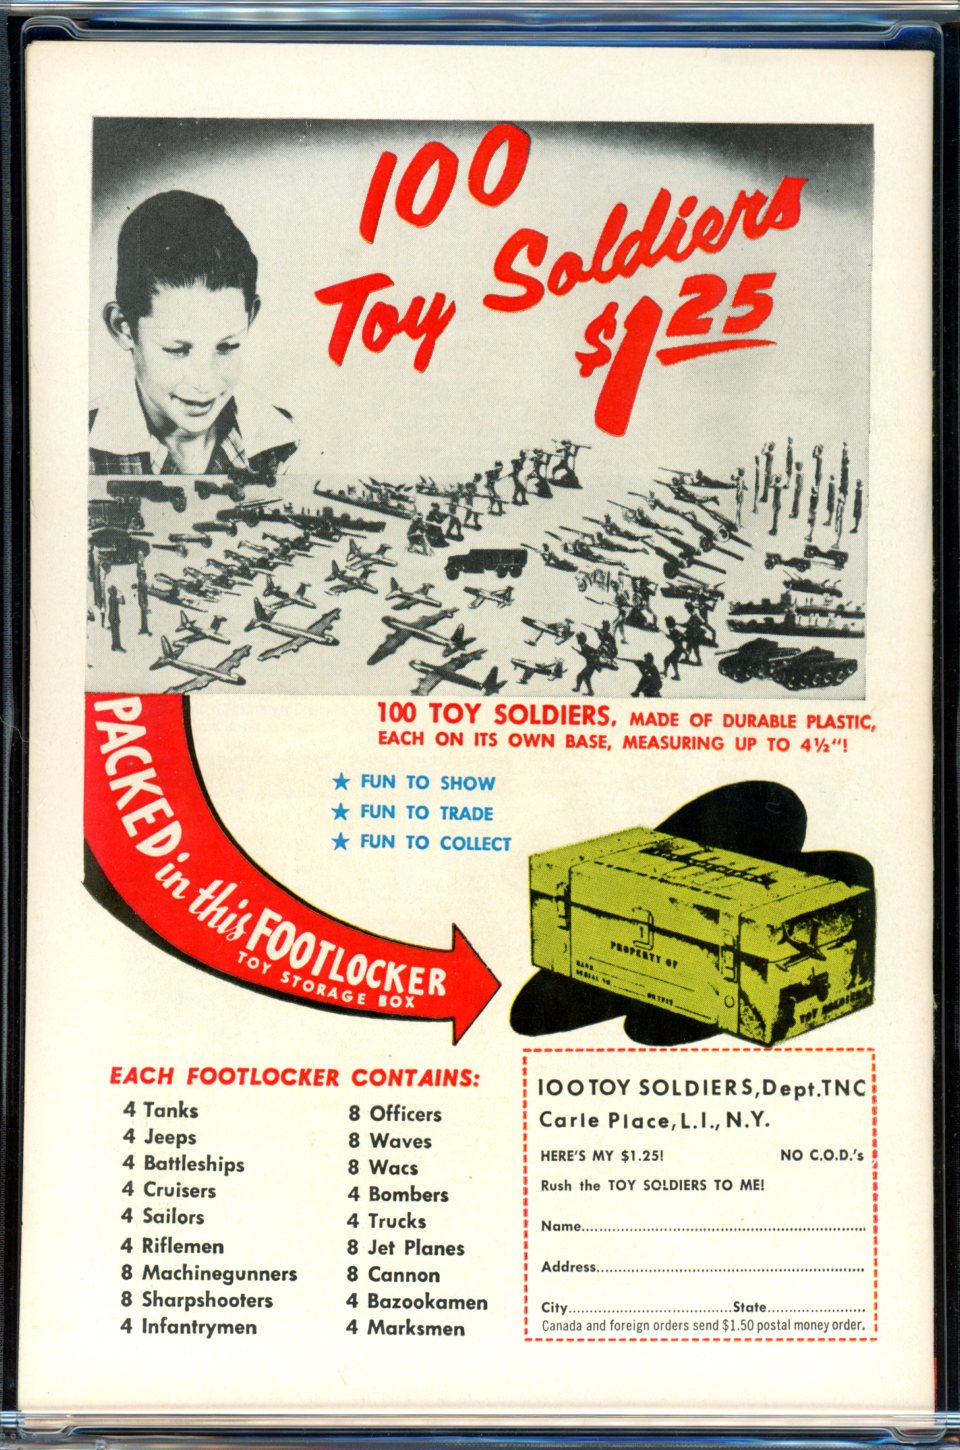 100
Toy Soldiers
$1.25
100 TOY SOLDIERS, MADE OF DURABLE PLASTIC,
EACH ON ITS OWN BASE, MEASURING UP TO 4½"!
★ FUN TO SHOW
★ FUN TO TRADE
★ FUN TO COLLECT
PACKED in this FOOTLOCKER
TOY STORAGE BOX
PROPERTY OF
TOY SOLDIERS
EACH FOOTLOCKER CONTAINS:
4 Tanks
4 Jeeps
4 Battleships
4 Cruisers
4 Sailors
4 Riflemen
8 Machinegunners
8 Sharpshooters
4 Infantrymen
8 Officers
8 Waves
8 Wacs
4 Bombers
4 Trucks
8 Jet Planes
8 Cannon
4 Bazookamen
4 Marksmen
100 TOY SOLDIERS, Dept. TNC
Carle Place, L.I., N.Y.
HERE'S MY $1.25! NO C.O.D.'s
Rush the TOY SOLDIERS TO ME!
Name
Address
City State
Canada and foreign orders send $1.50 postal money order.